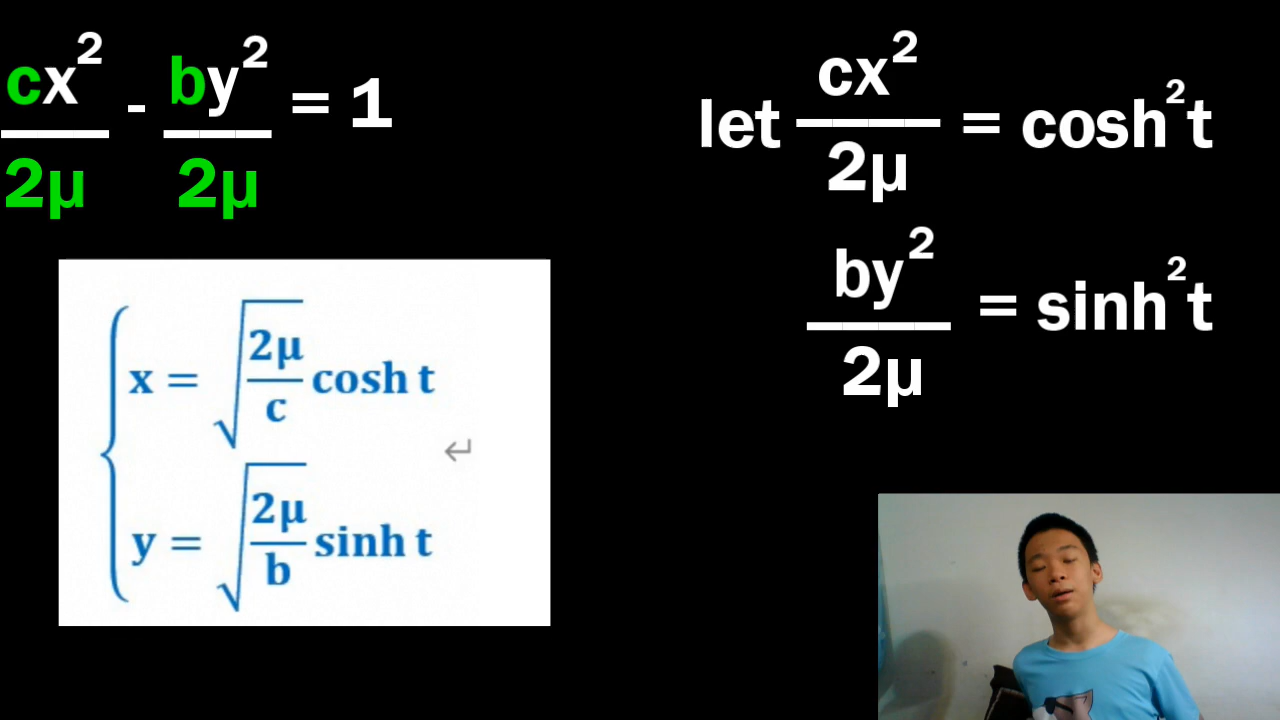 cx²/2μ - by²/2μ = 1
let cx²/2μ = cosh²t
by²/2μ = sinh²t
x = √(2μ/c) cosh t
y = √(2μ/b) sinh t